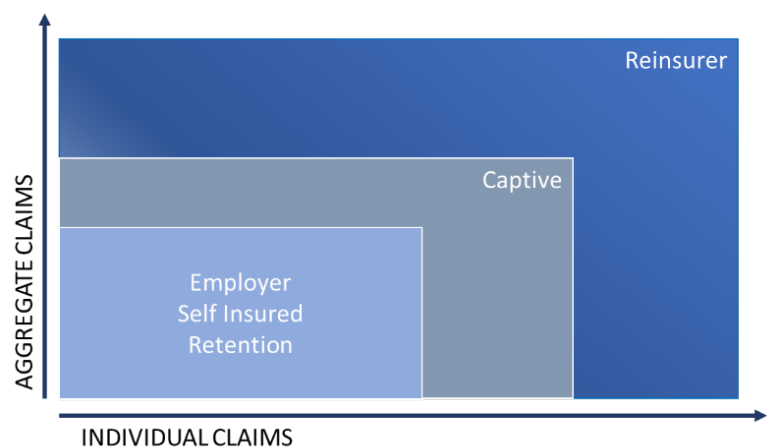 Reinsurer
Captive
Employer
Self Insured
Retention
AGGREGATE CLAIMS
INDIVIDUAL CLAIMS